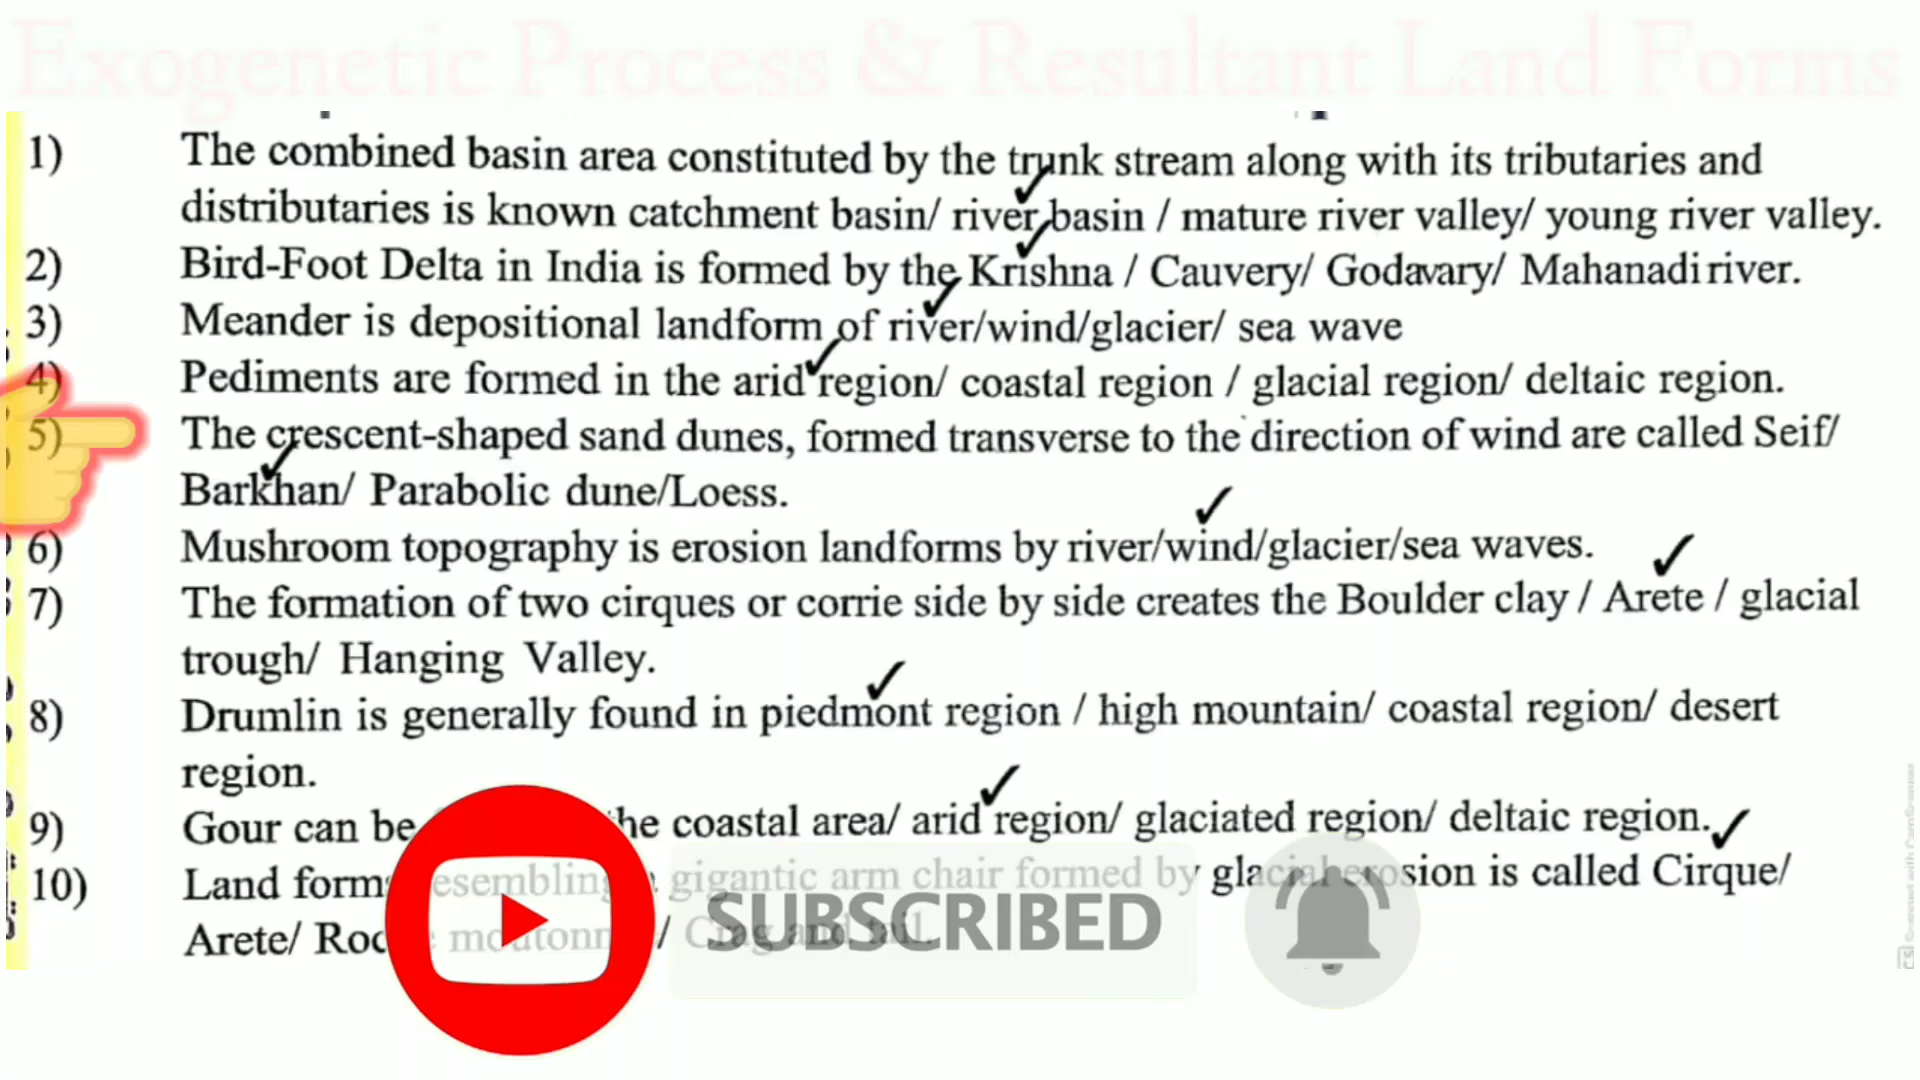 Exogenetic Process & Resultant Land Forms
1) The combined basin area constituted by the trunk stream along with its tributaries and
distributaries is known catchment basin/ river basin / mature river valley/ young river valley.
2) Bird-Foot Delta in India is formed by the Krishna / Cauvery/ Godavary/ Mahanadi river.
3) Meander is depositional landform of river/wind/glacier/ sea wave
4) Pediments are formed in the arid region/ coastal region / glacial region/ deltaic region.
5) The crescent-shaped sand dunes, formed transverse to the direction of wind are called Seif/
Barkhan/ Parabolic dune/Loess.
6) Mushroom topography is erosion landforms by river/wind/glacier/sea waves.
7) The formation of two cirques or corrie side by side creates the Boulder clay / Arete / glacial
trough/ Hanging Valley.
8) Drumlin is generally found in piedmont region / high mountain/ coastal region/ desert
region.
9) Gour can be the coastal area/ arid region/ glaciated region/ deltaic region.
10) Land forms resembling a gigantic arm chair formed by glacial erosion is called Cirque/
Arete/ / Crag and tail.
SUBSCRIBED
Scanned with CamScanner
CS